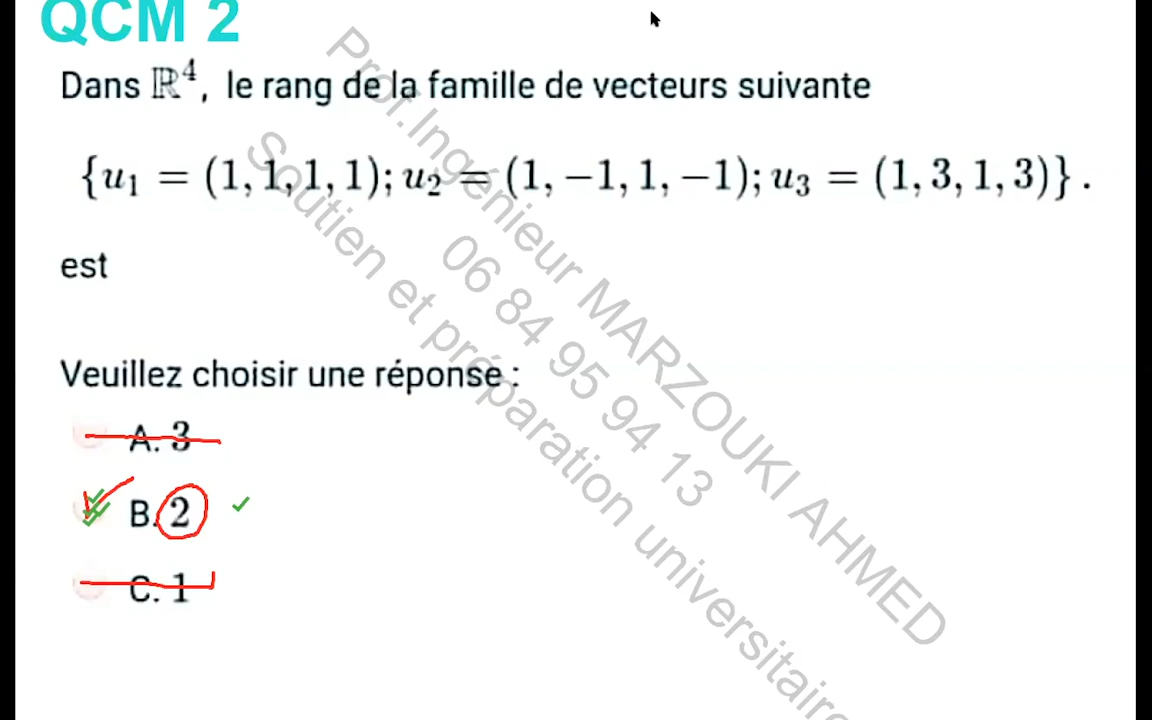 QCM 2
Dans ℝ⁴, le rang de la famille de vecteurs suivante
{u₁ = (1, 1, 1, 1); u₂ = (1, −1, 1, −1); u₃ = (1, 3, 1, 3)} .
est
Veuillez choisir une réponse :
A. 3
B. 2
C. 1
Prof.Ingénieur MARZOUKI AHMED
06 84 95 94 13
Soutien et préparation universitaire